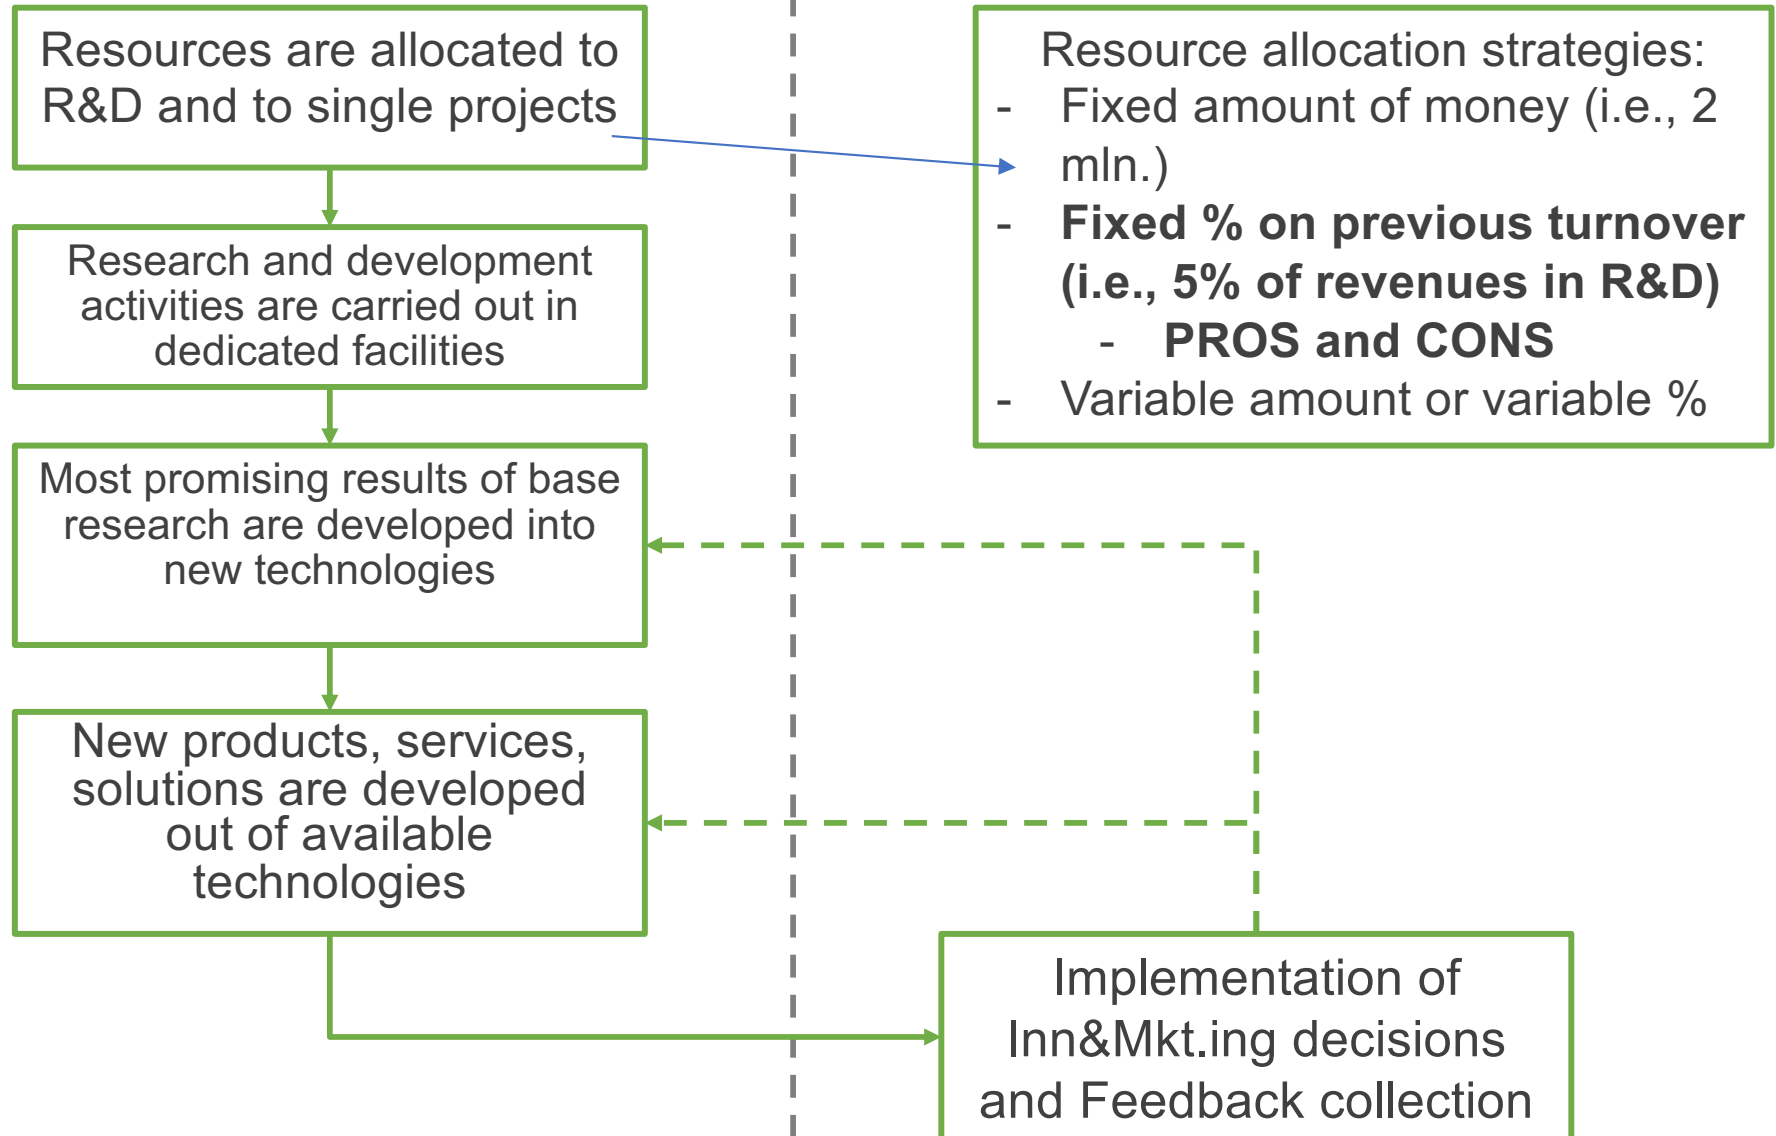 Resources are allocated to
R&D and to single projects
Research and development
activities are carried out in
dedicated facilities
Most promising results of base
research are developed into
new technologies
New products, services,
solutions are developed
out of available
technologies
Resource allocation strategies:
- Fixed amount of money (i.e., 2
mln.)
- Fixed % on previous turnover
(i.e., 5% of revenues in R&D)
- PROS and CONS
- Variable amount or variable %
Implementation of
Inn&Mkt.ing decisions
and Feedback collection